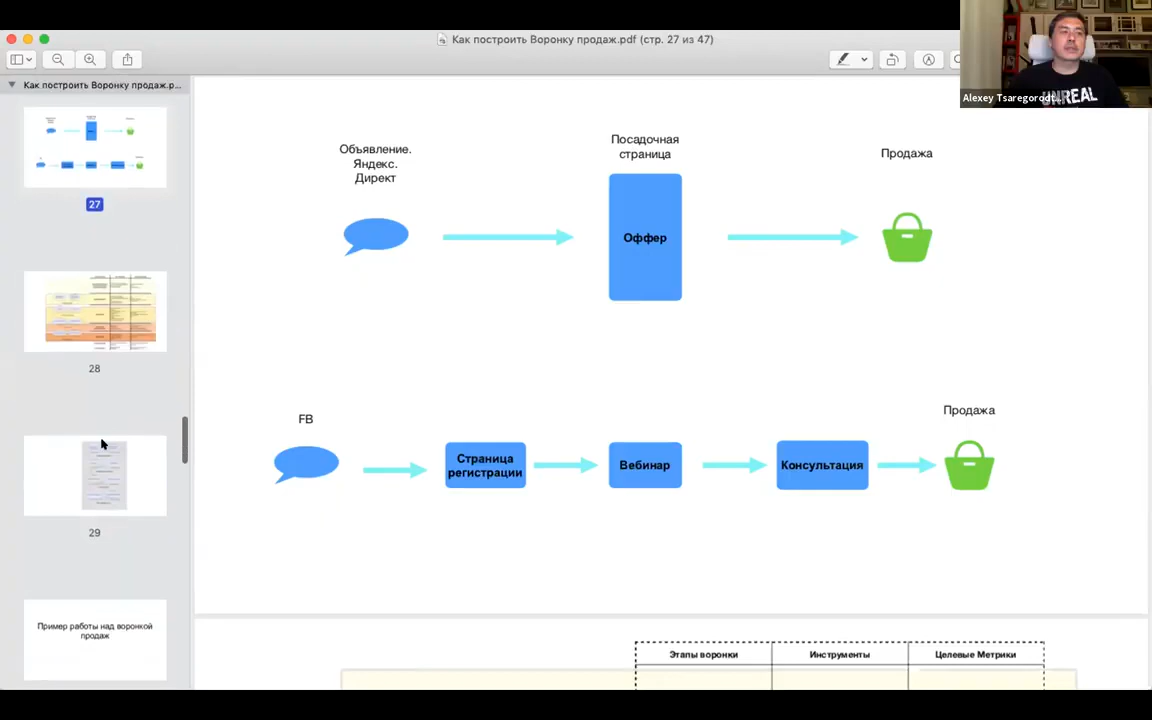 Как построить Воронку продаж.pdf (стр. 27 из 47)
Как построить Воронку продаж.p...
27
28
29
Пример работы над воронкой
продаж
Объявление.
Яндекс.
Директ
Посадочная
страница
Продажа
Оффер
FB
Продажа
Страница
регистрации
Вебинар
Консультация
Этапы воронки
Инструменты
Целевые Метрики
UNREAL
Alexey Tsaregorodt...